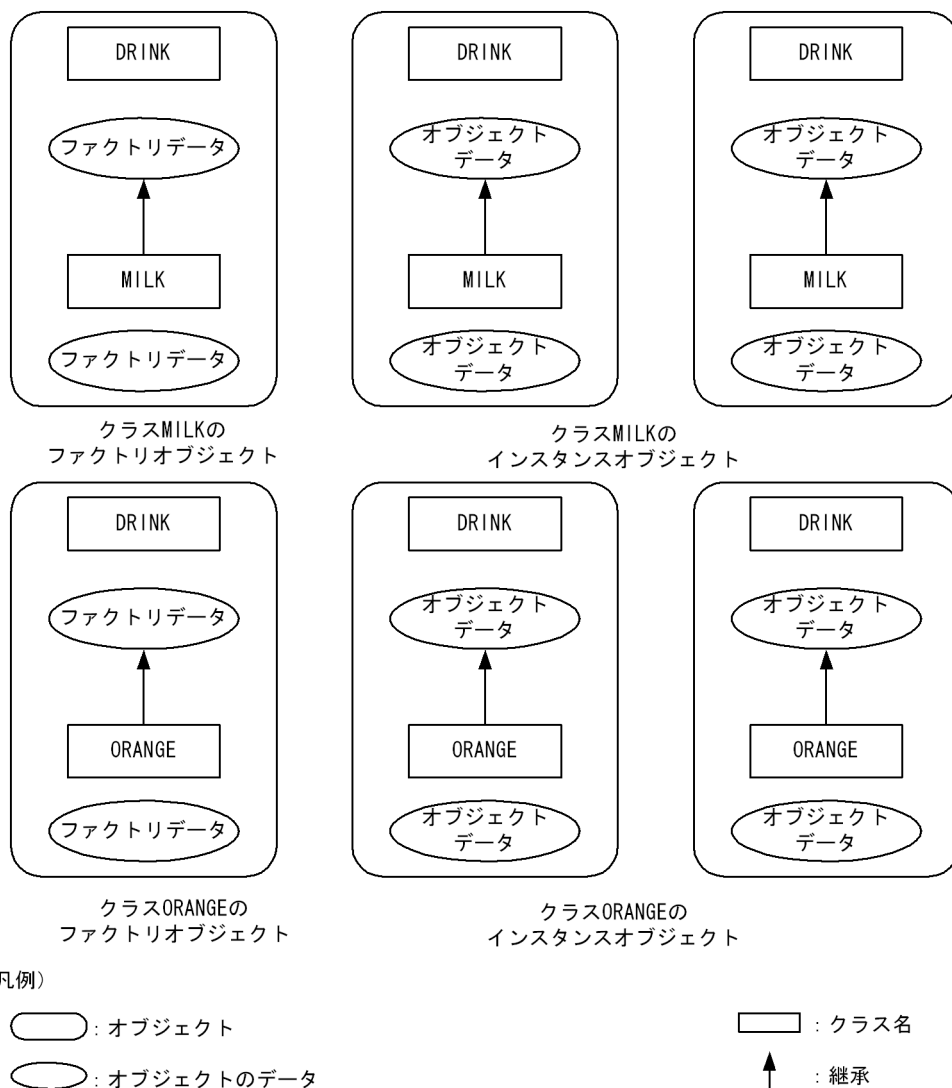 DRINK
DRINK
DRINK
ファクトリデータ
オブジェクト
データ
オブジェクト
データ
MILK
MILK
MILK
ファクトリデータ
オブジェクト
データ
オブジェクト
データ
クラスMILKの
ファクトリオブジェクト
クラスMILKの
インスタンスオブジェクト
DRINK
DRINK
DRINK
ファクトリデータ
オブジェクト
データ
オブジェクト
データ
ORANGE
ORANGE
ORANGE
ファクトリデータ
オブジェクト
データ
オブジェクト
データ
クラスORANGEの
ファクトリオブジェクト
クラスORANGEの
インスタンスオブジェクト
凡例）
：オブジェクト
：クラス名
：オブジェクトのデータ
：継承